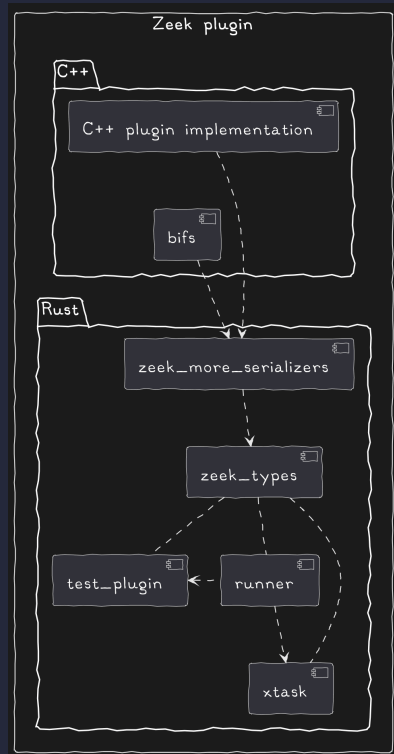 Zeek plugin
C++
C++ plugin implementation
bifs
Rust
zeek_more_serializers
zeek_types
test_plugin
runner
xtask